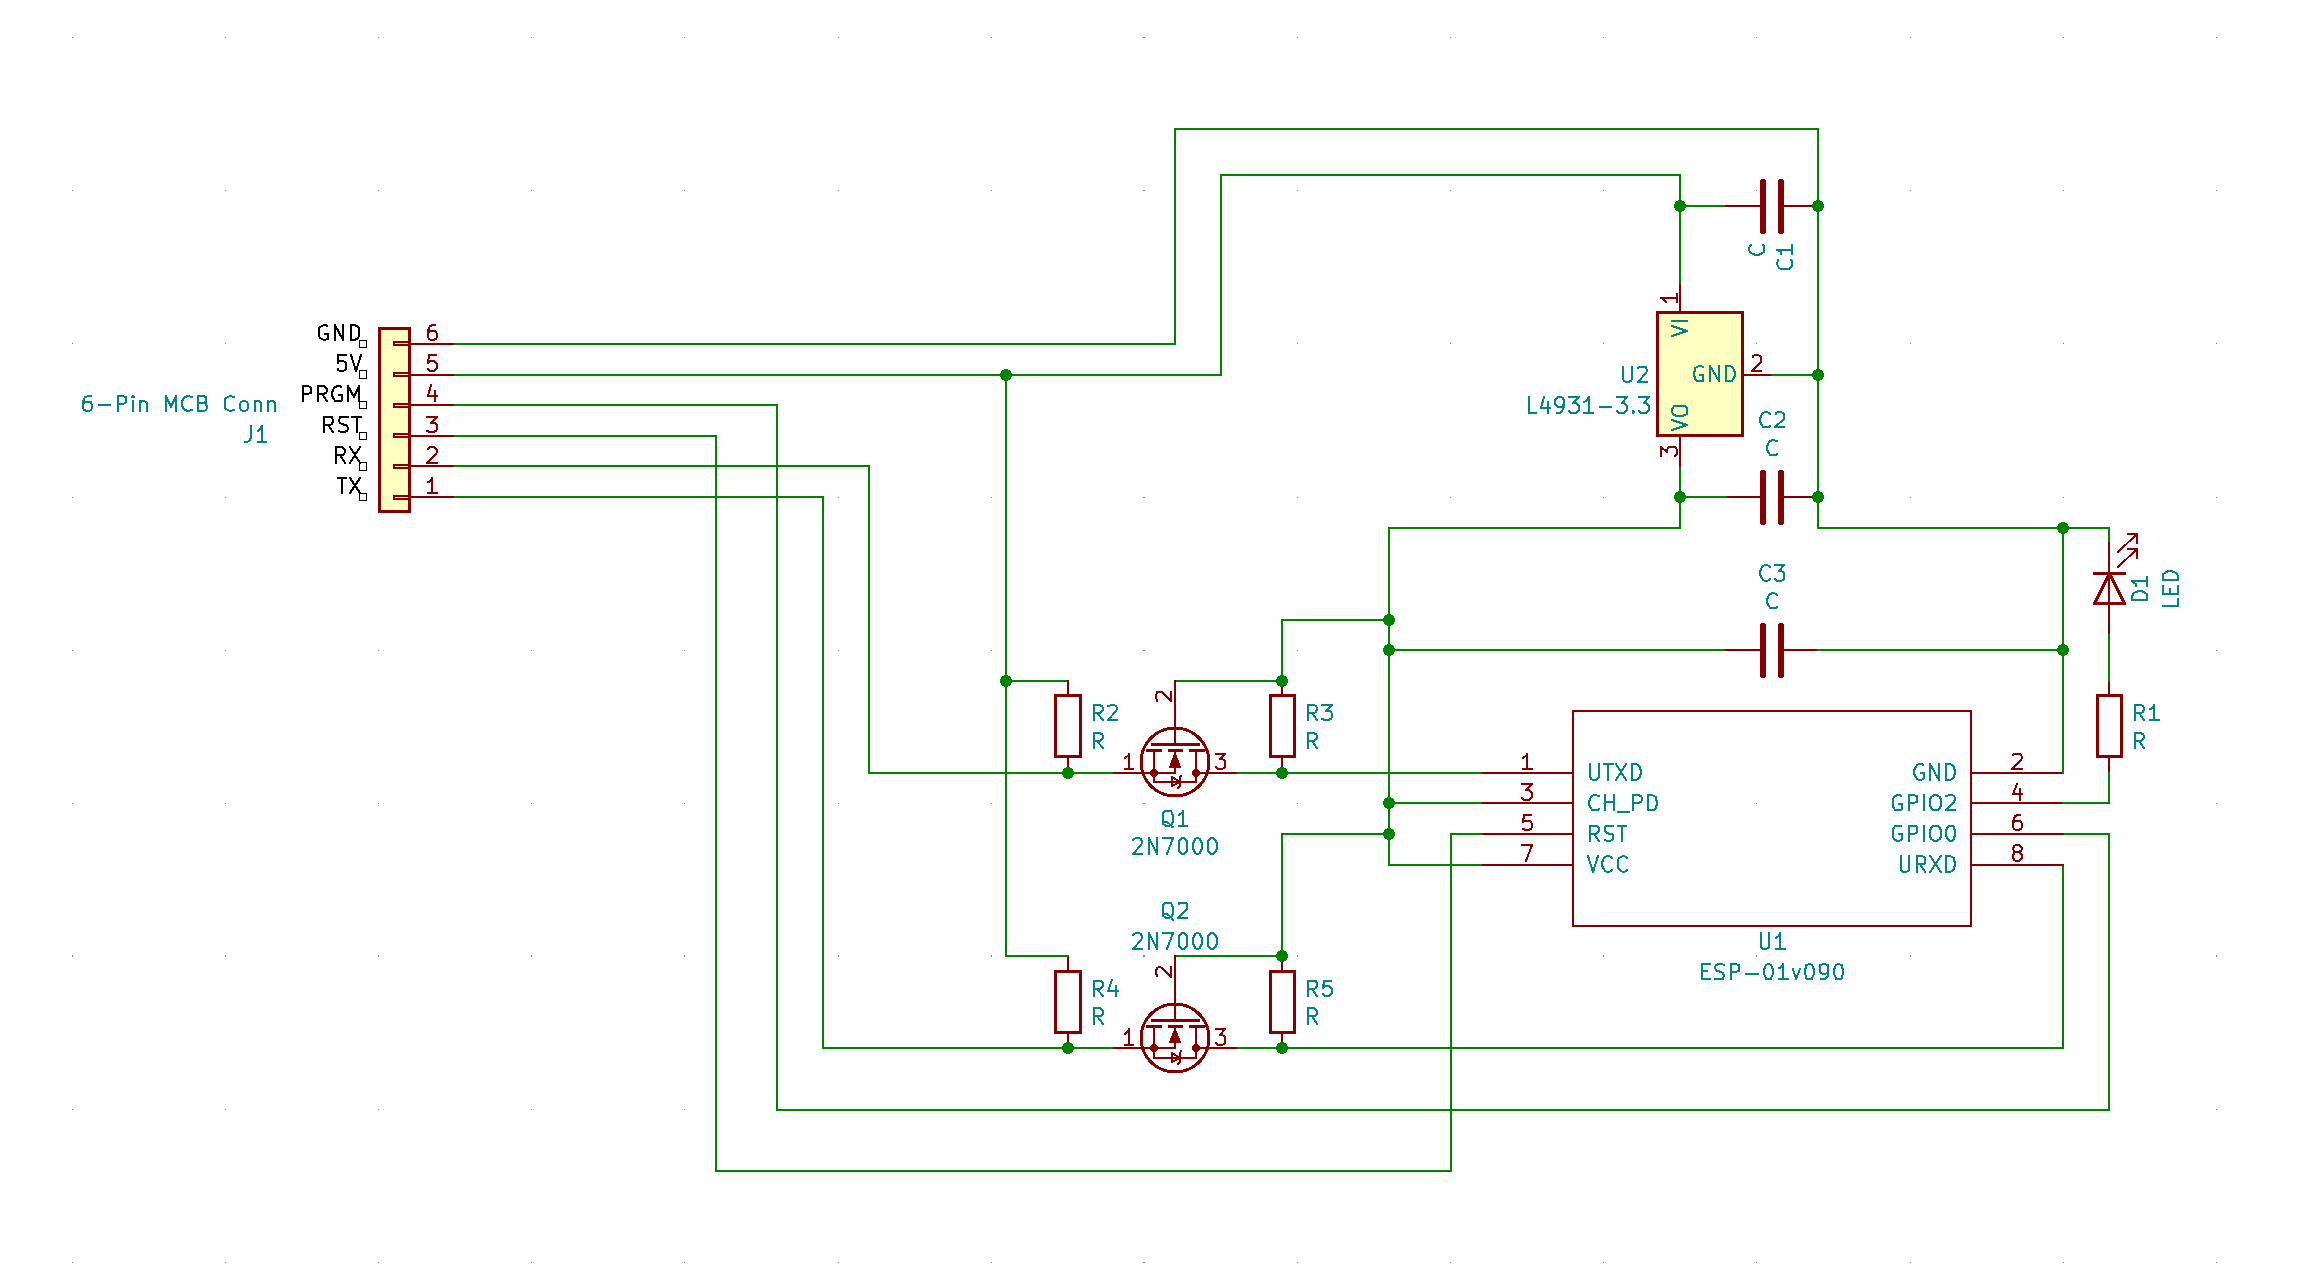 C
C1
1
VI
GND
6
5V
5
PRGM
4
RST
3
RX
2
TX
1
6-Pin MCB Conn
J1
U2
L4931-3.3
GND
2
VO
3
C2
C
C3
C
D1
LED
R2
R
2
1
3
Q1
2N7000
R3
R
R1
R
1
UTXD
3
CH_PD
5
RST
7
VCC
GND
2
GPIO2
4
GPIO0
6
URXD
8
U1
ESP-01v090
Q2
2N7000
2
1
3
R4
R
R5
R